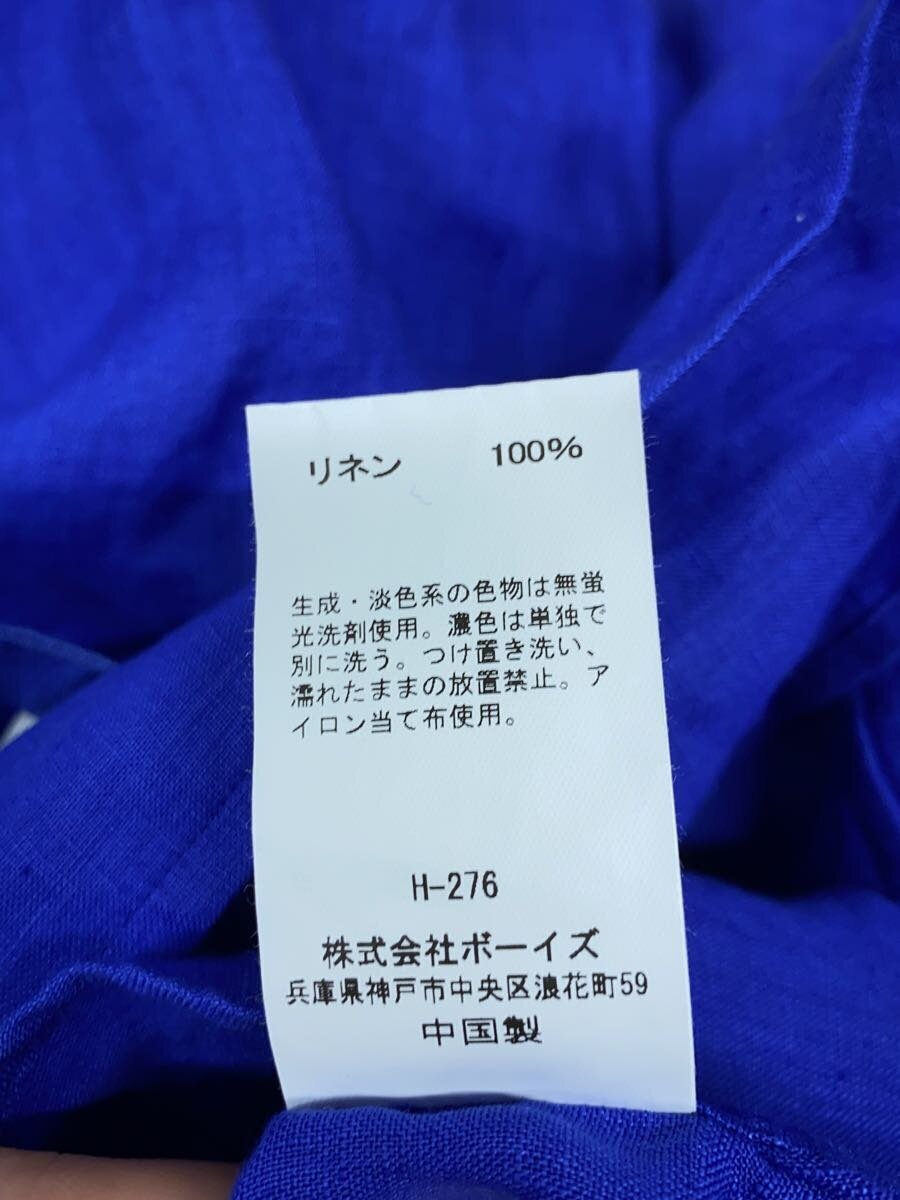 リネン 100%
生成・淡色系の色物は無蛍
光洗剤使用。濃色は単独で
別に洗う。つけ置き洗い、
濡れたままの放置禁止。ア
イロン当て布使用。
H-276
株式会社ボーイズ
兵庫県神戸市中央区浪花町59
中国製